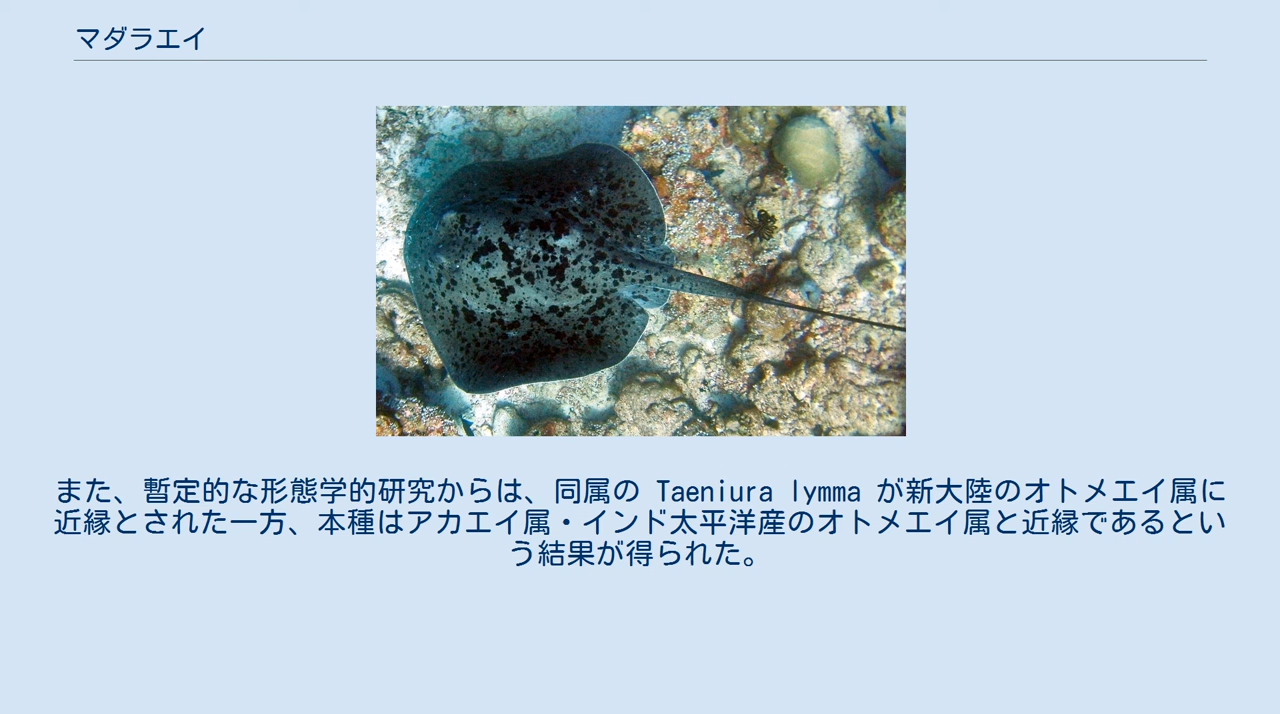 マダラエイ
また、暫定的な形態学的研究からは、同属の Taeniura lymma が新大陸のオトメエイ属に
近縁とされた一方、本種はアカエイ属・インド太平洋産のオトメエイ属と近縁であるとい
う結果が得られた。